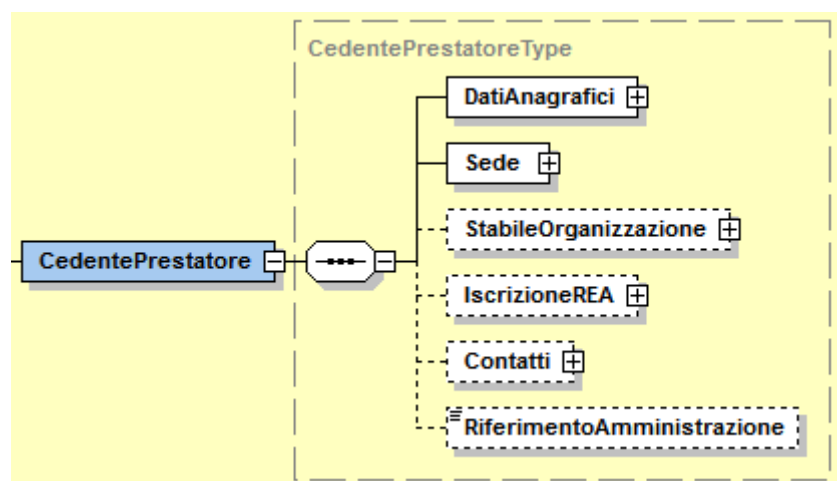 CedentePrestatoreType
DatiAnagrafici
Sede
StabileOrganizzazione
CedentePrestatore
IscrizioneREA
Contatti
RiferimentoAmministrazione